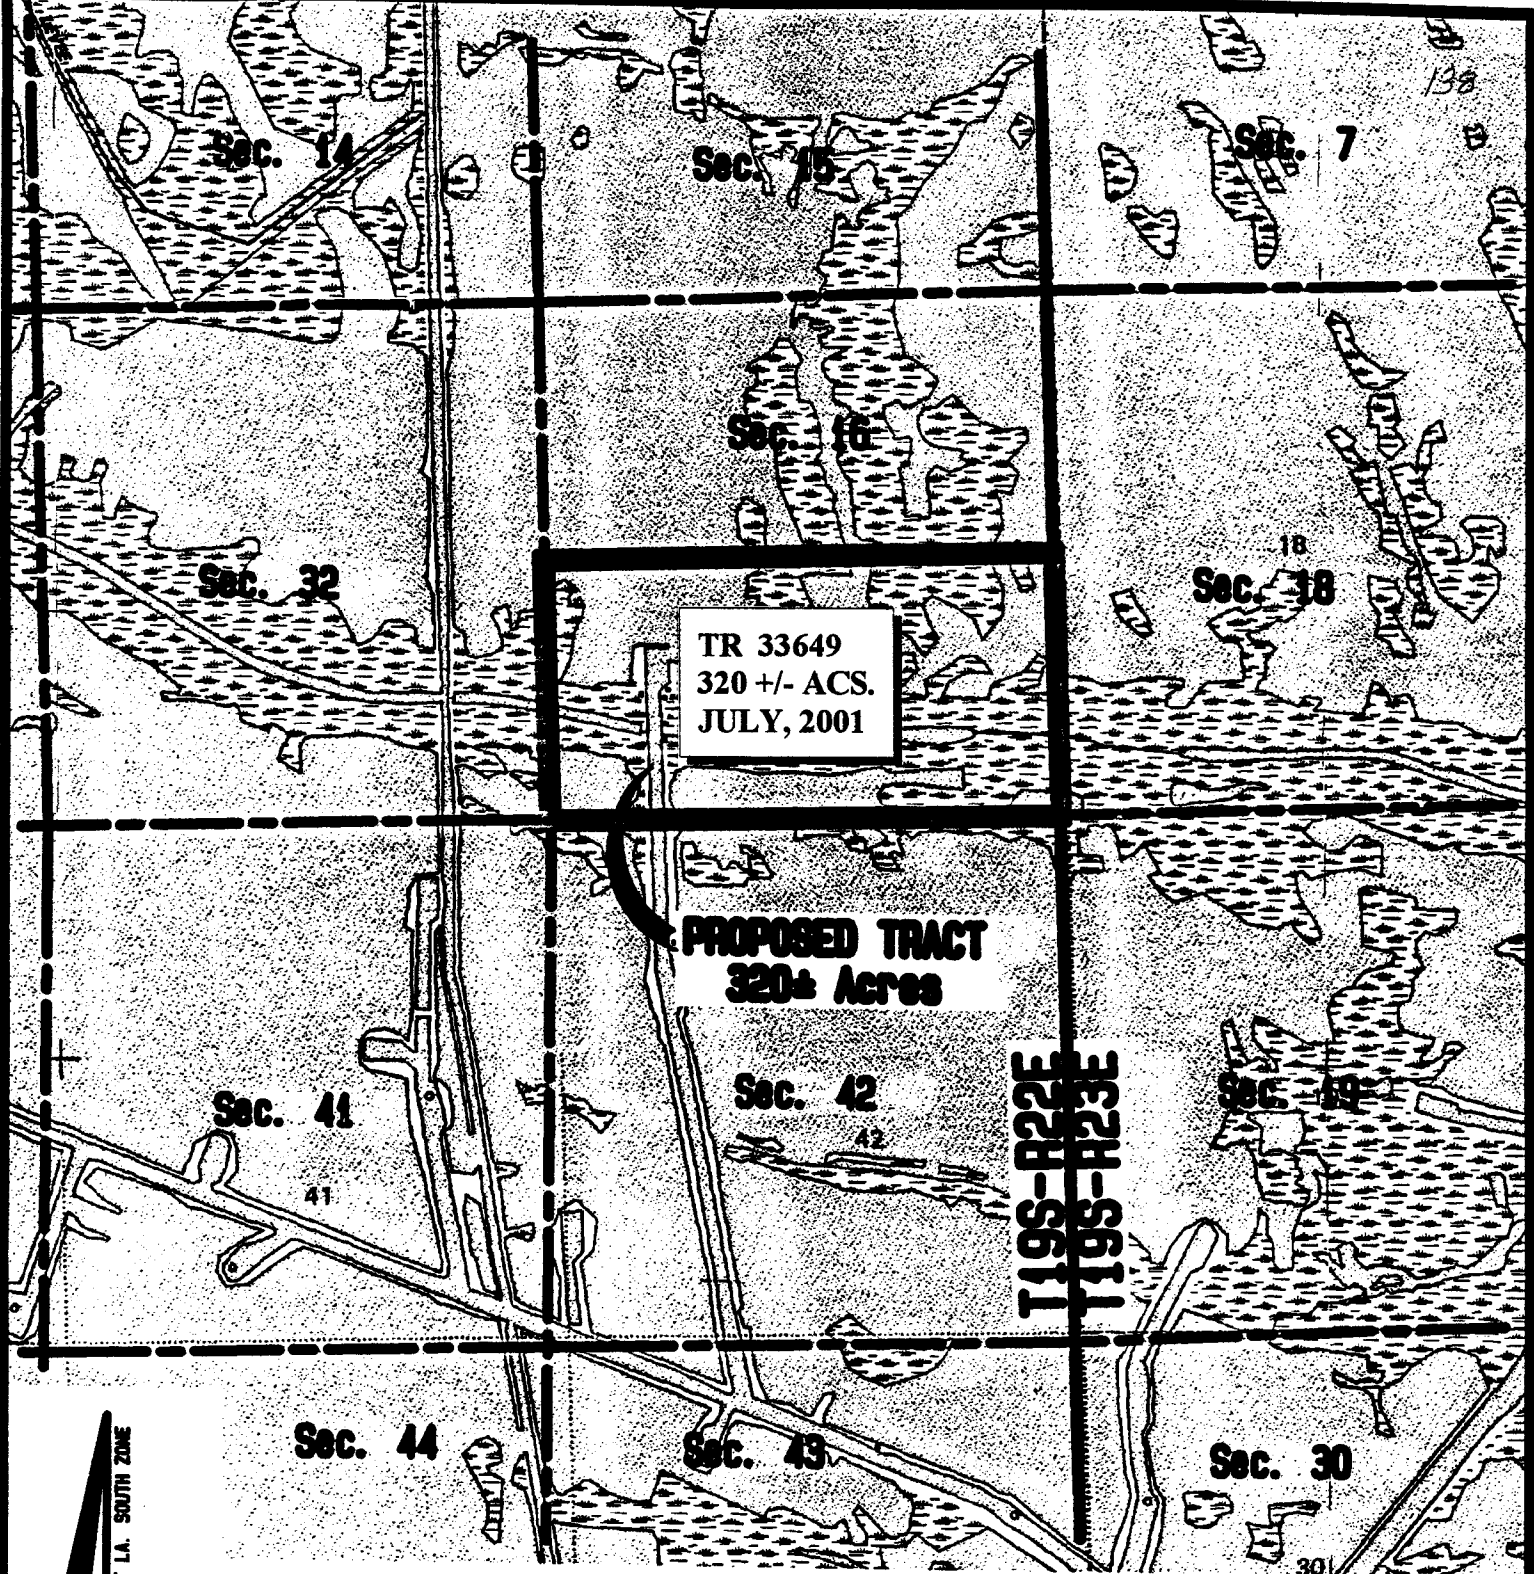 138
Sec. 14
Sec. 15
Sec. 7
Sec. 16
18
Sec. 32
Sec. 18
TR 33649
320 +/- ACS.
JULY, 2001
PROPOSED TRACT
320± Acres
Sec. 41
41
Sec. 42
42
T19S-R22E
T19S-R23E
Sec. 19
Sec. 44
Sec. 43
Sec. 30
30
LA. SOUTH ZONE